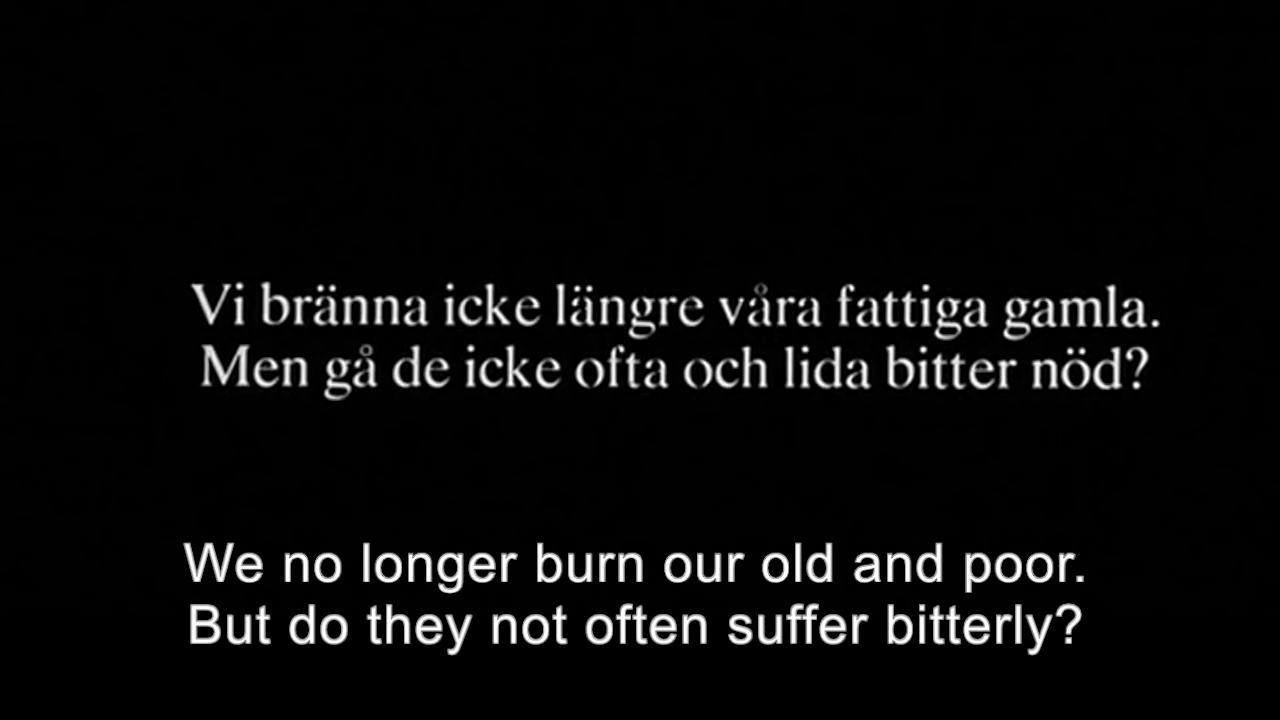 Vi bränna icke längre våra fattiga gamla.
Men gå de icke ofta och lida bitter nöd?
We no longer burn our old and poor.
But do they not often suffer bitterly?